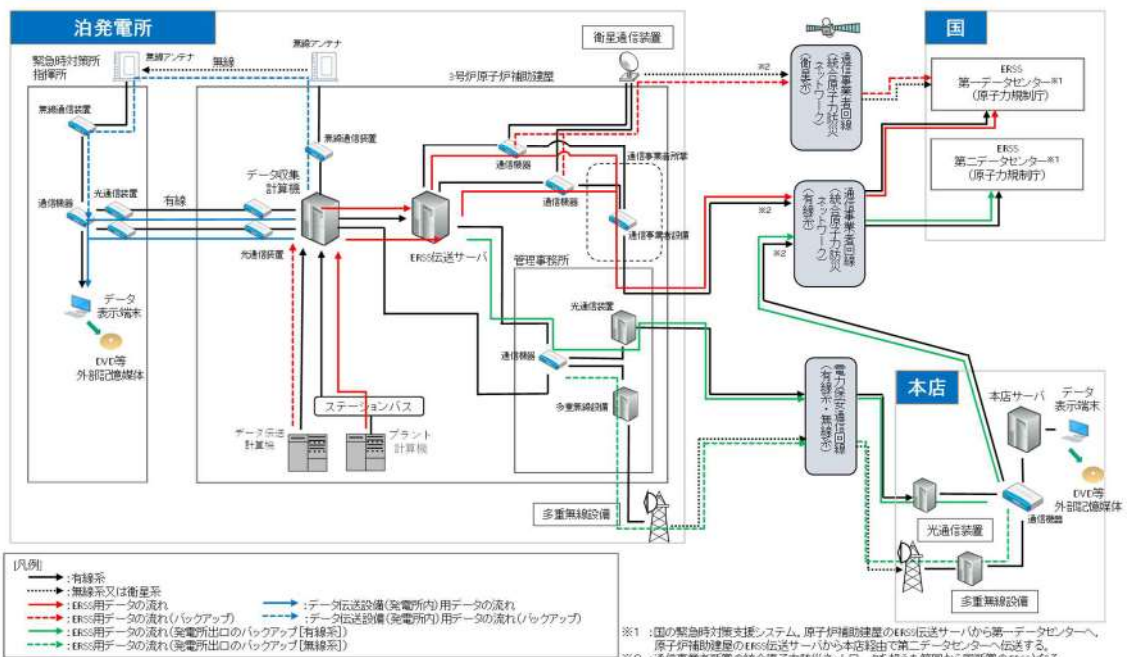 泊発電所
緊急時対策所
指揮所
無線アンテナ
無線
無線アンテナ
衛星通信装置
3号炉原子炉補助建屋
無線通信装置
無線通信装置
データ収集
計算機
通信機器
光通信装置
有線
光通信装置
ERSS伝送サーバ
通信機器
通信機器
通信事業者所掌
通信事業者設備
データ
表示端末
DVD等
外部記憶媒体
ステーションバス
データ伝送
計算機
プラント
計算機
管理事務所
光通信装置
通信機器
多重無線設備
多重無線設備
※2
通信事業者回線
(統合原子力防災
ネットワーク)
(衛星系)
※2
通信事業者回線
(統合原子力防災
ネットワーク)
(有線系)
※2
電力保安通信回線
(有線系・無線系)
国
ERSS
第一データセンター※1
(原子力規制庁)
ERSS
第二データセンター※1
(原子力規制庁)
本店
本店サーバ
データ
表示端末
DVD等
外部記憶媒体
通信機器
光通信装置
多重無線設備
[凡例]
:有線系
:無線系又は衛星系
:ERSS用データの流れ
:ERSS用データの流れ(バックアップ)
:ERSS用データの流れ(発電所出口のバックアップ[有線系])
:ERSS用データの流れ(発電所出口のバックアップ[無線系])
:データ伝送設備(発電所内)用データの流れ
:データ伝送設備(発電所内)用データの流れ(バックアップ)
※1 :国の緊急時対策支援システム。原子炉補助建屋のERSS伝送サーバから第一データセンターへ、
原子炉補助建屋のERSS伝送サーバから本店経由で第二データセンターへ伝送する。